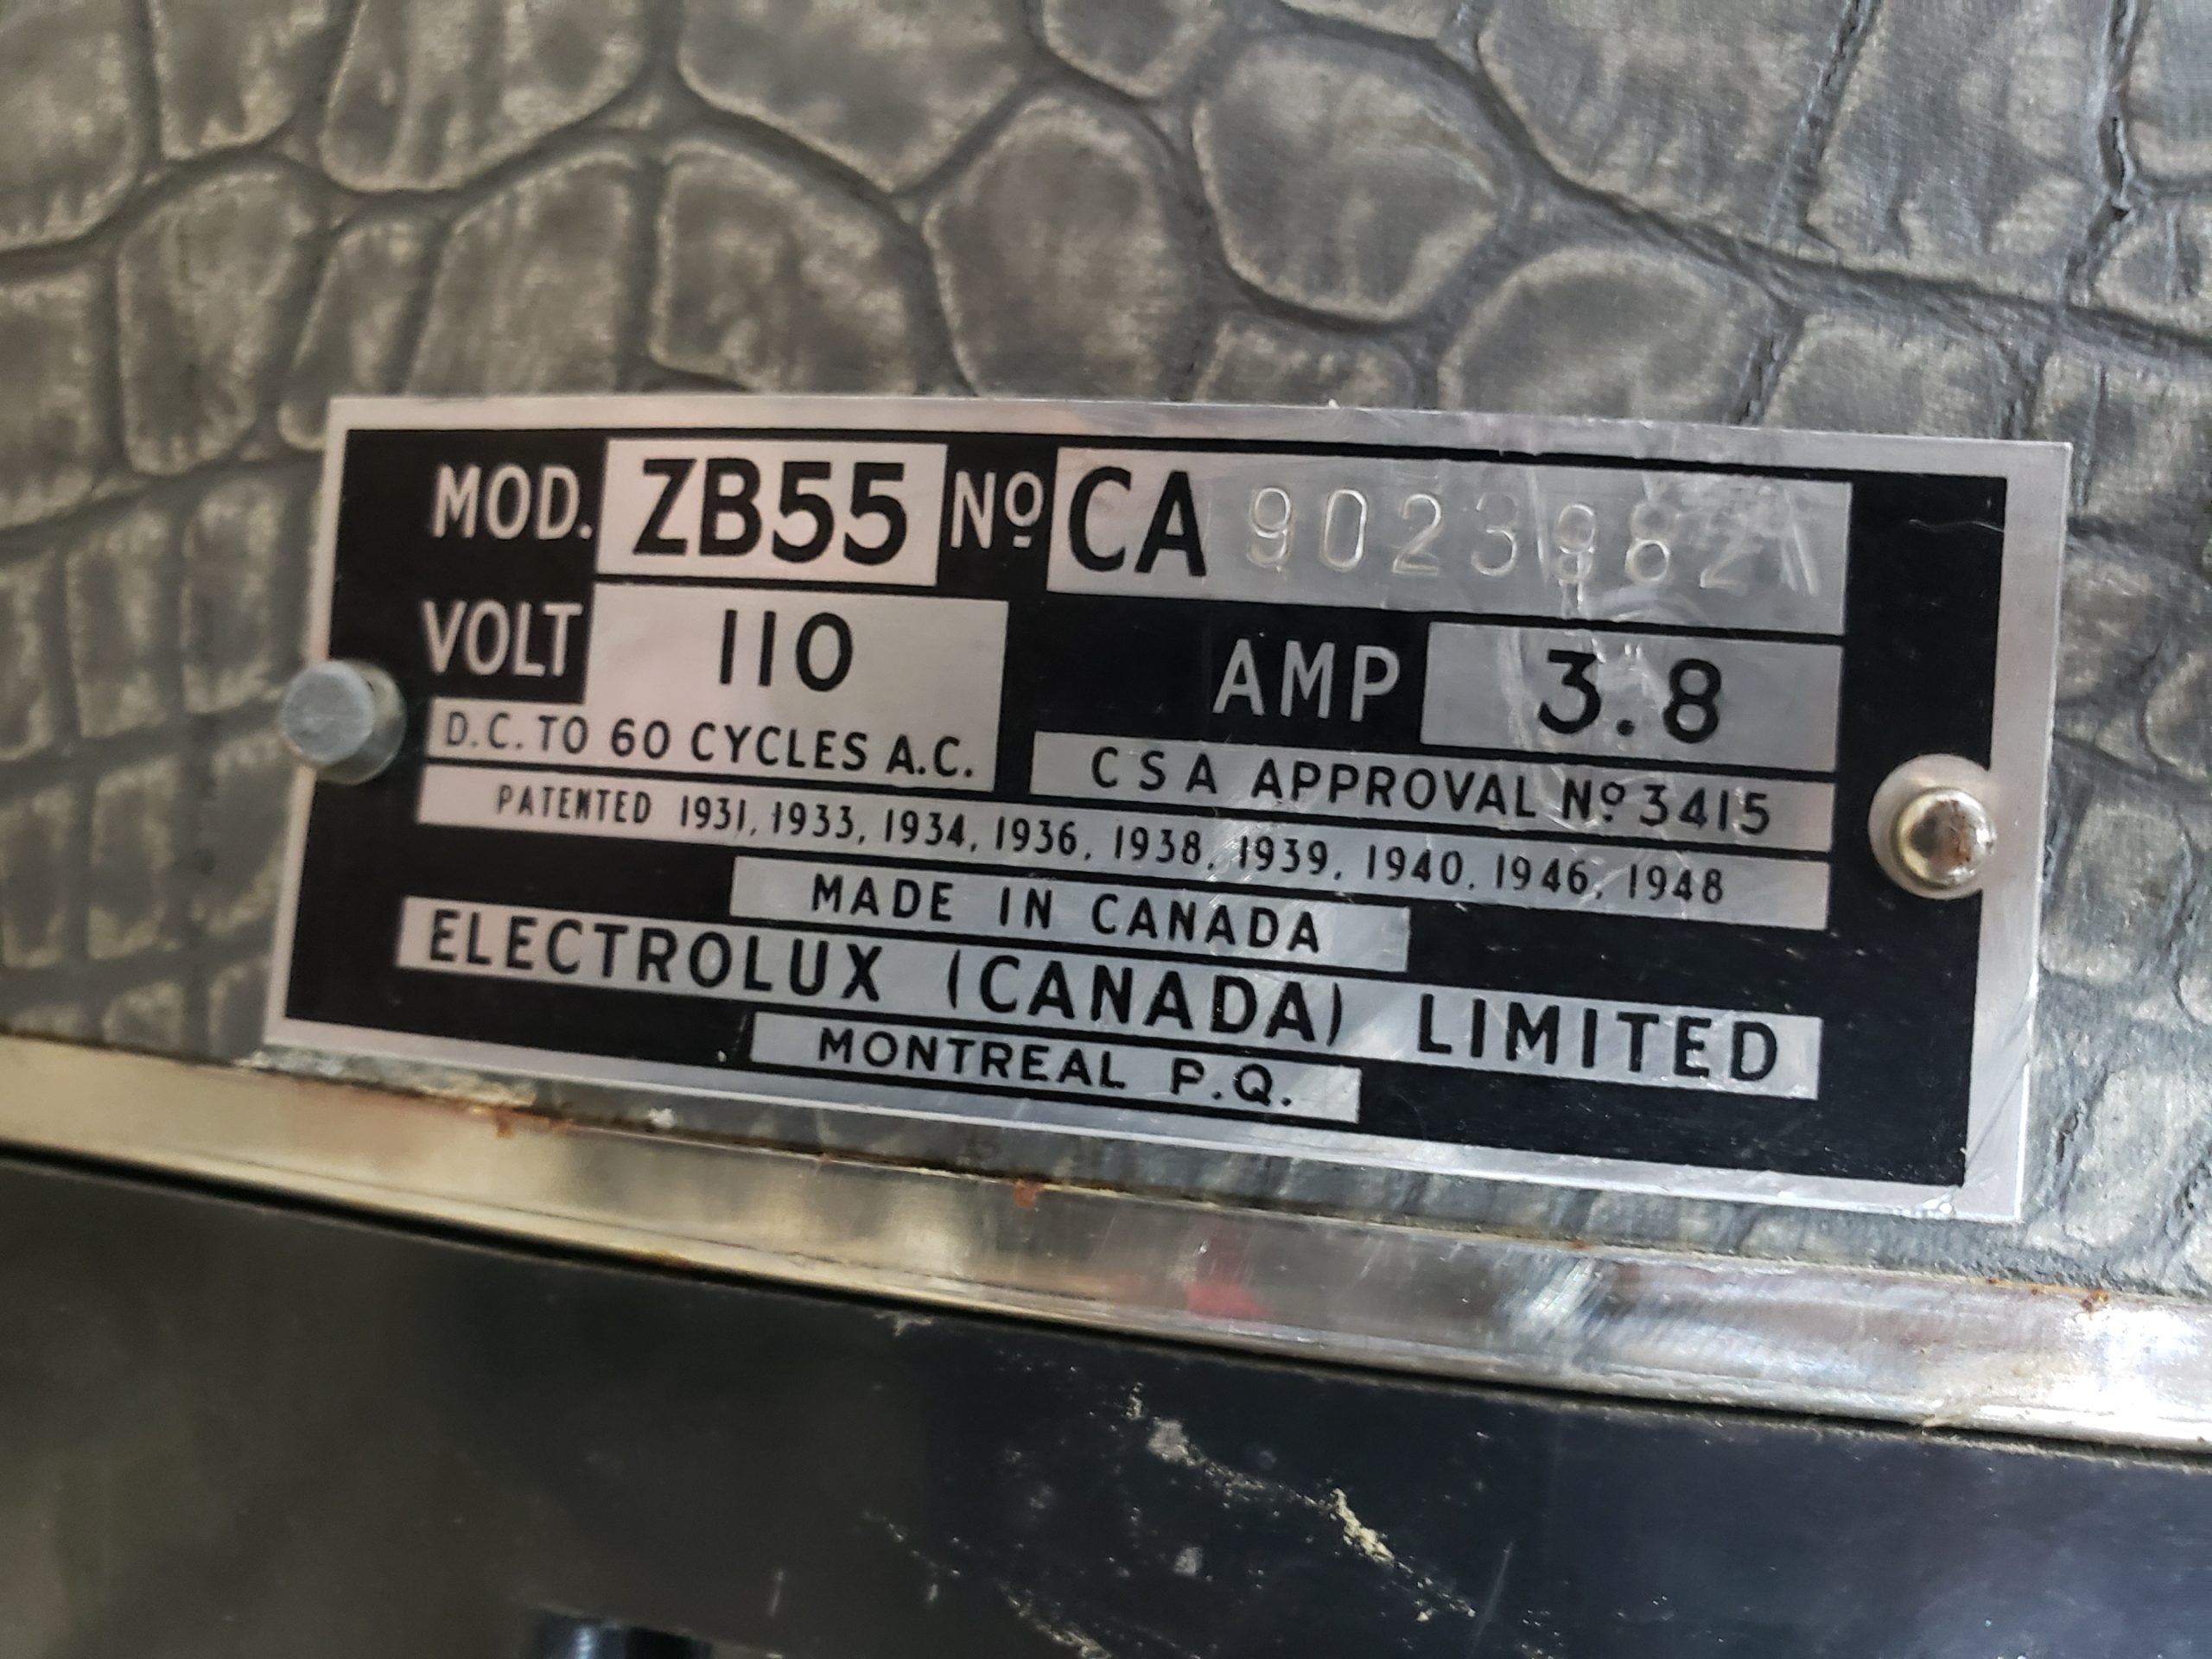 MOD. ZB55 Nº CA 9023982
VOLT 110 AMP 3.8
D.C. TO 60 CYCLES A.C.
CSA APPROVAL Nº 3415
PATENTED 1931, 1933, 1934, 1936, 1938, 1939, 1940, 1946, 1948
MADE IN CANADA
ELECTROLUX (CANADA) LIMITED
MONTREAL P.Q.